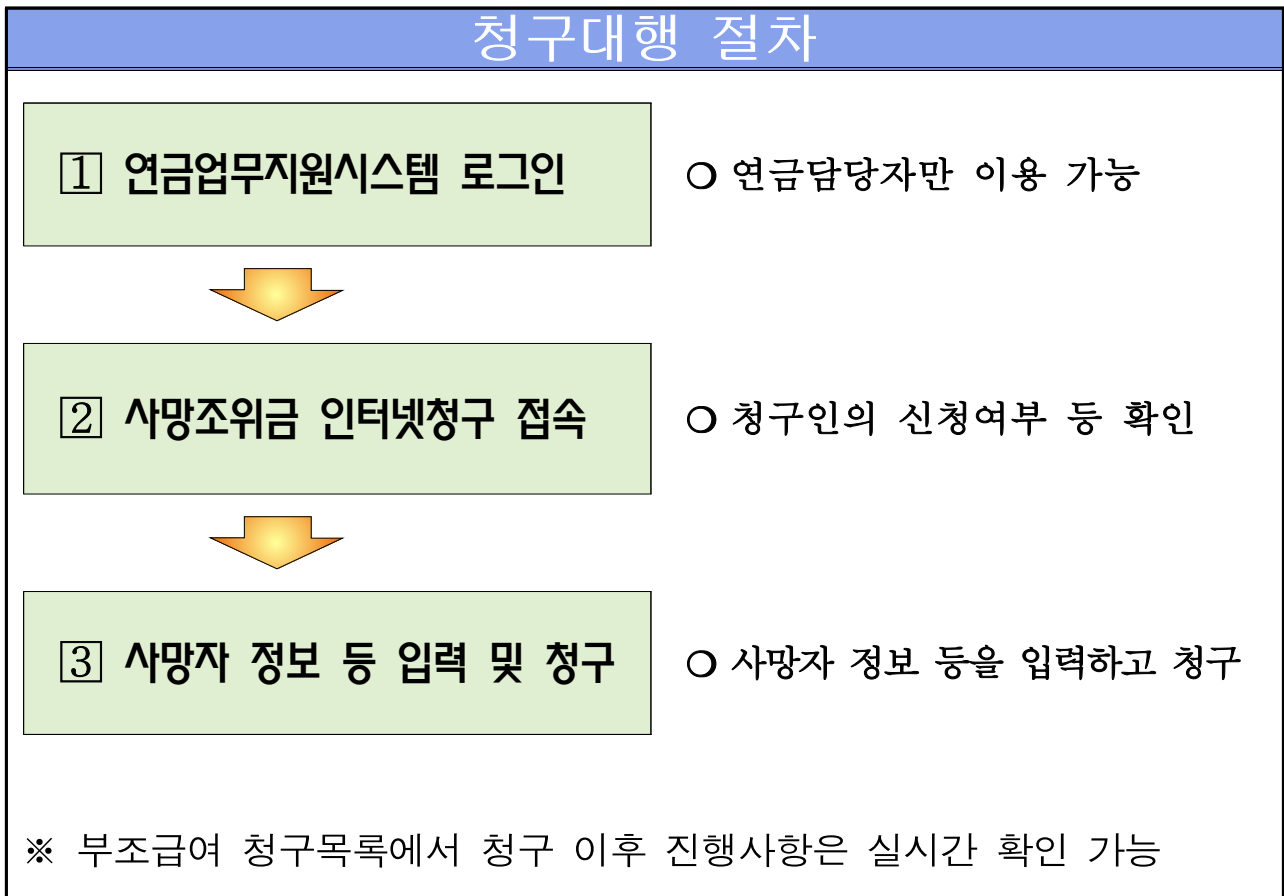 청구대행 절차
1 연금업무지원시스템 로그인
❍ 연금담당자만 이용 가능
2 사망조위금 인터넷청구 접속
❍ 청구인의 신청여부 등 확인
3 사망자 정보 등 입력 및 청구
❍ 사망자 정보 등을 입력하고 청구
※ 부조급여 청구목록에서 청구 이후 진행사항은 실시간 확인 가능